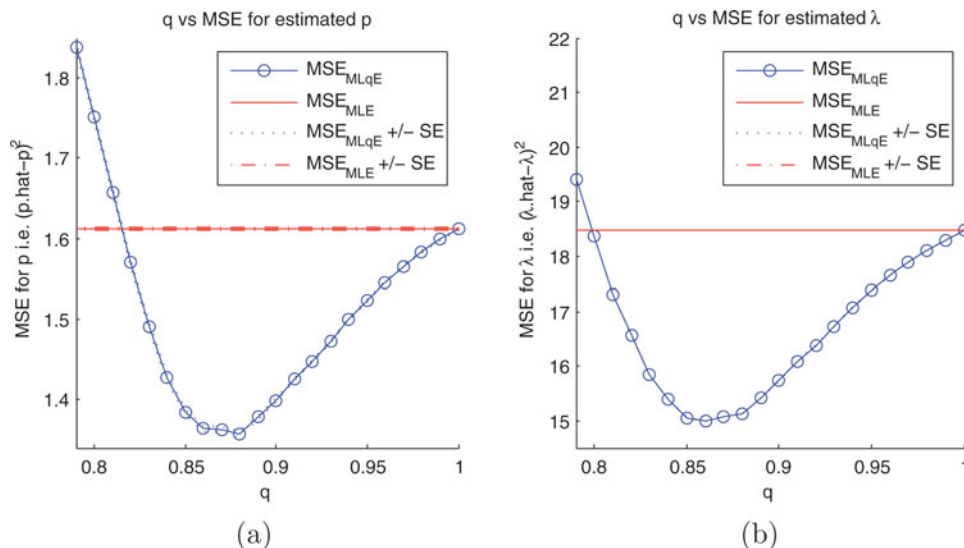 q vs MSE for estimated p
MSE for p i.e. (p.hat−p)²
1.8
1.7
1.6
1.5
1.4
MSE_MLqE
MSE_MLE
MSE_MLqE +/− SE
MSE_MLE +/− SE
0.8 0.85 0.9 0.95 1
q
(a)
q vs MSE for estimated λ
MSE for λ i.e. (λ.hat−λ)²
22
21
20
19
18
17
16
15
MSE_MLqE
MSE_MLE
MSE_MLqE +/− SE
MSE_MLE +/− SE
0.8 0.85 0.9 0.95 1
q
(b)